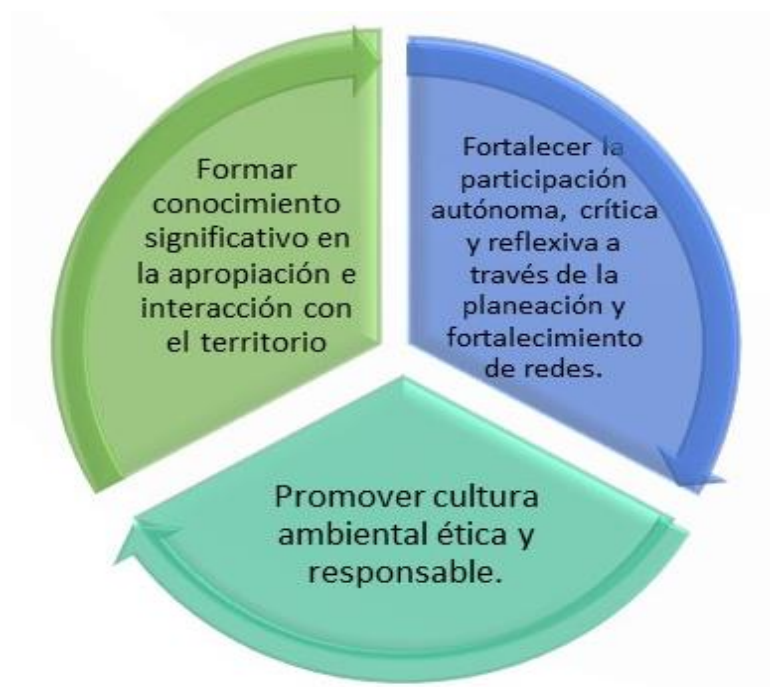 Formar
conocimiento
significativo en
la apropiación e
interacción con
el territorio
Fortalecer la
participación
autónoma, crítica
y reflexiva a
través de la
planeación y
fortalecimiento
de redes.
Promover cultura
ambiental ética y
responsable.